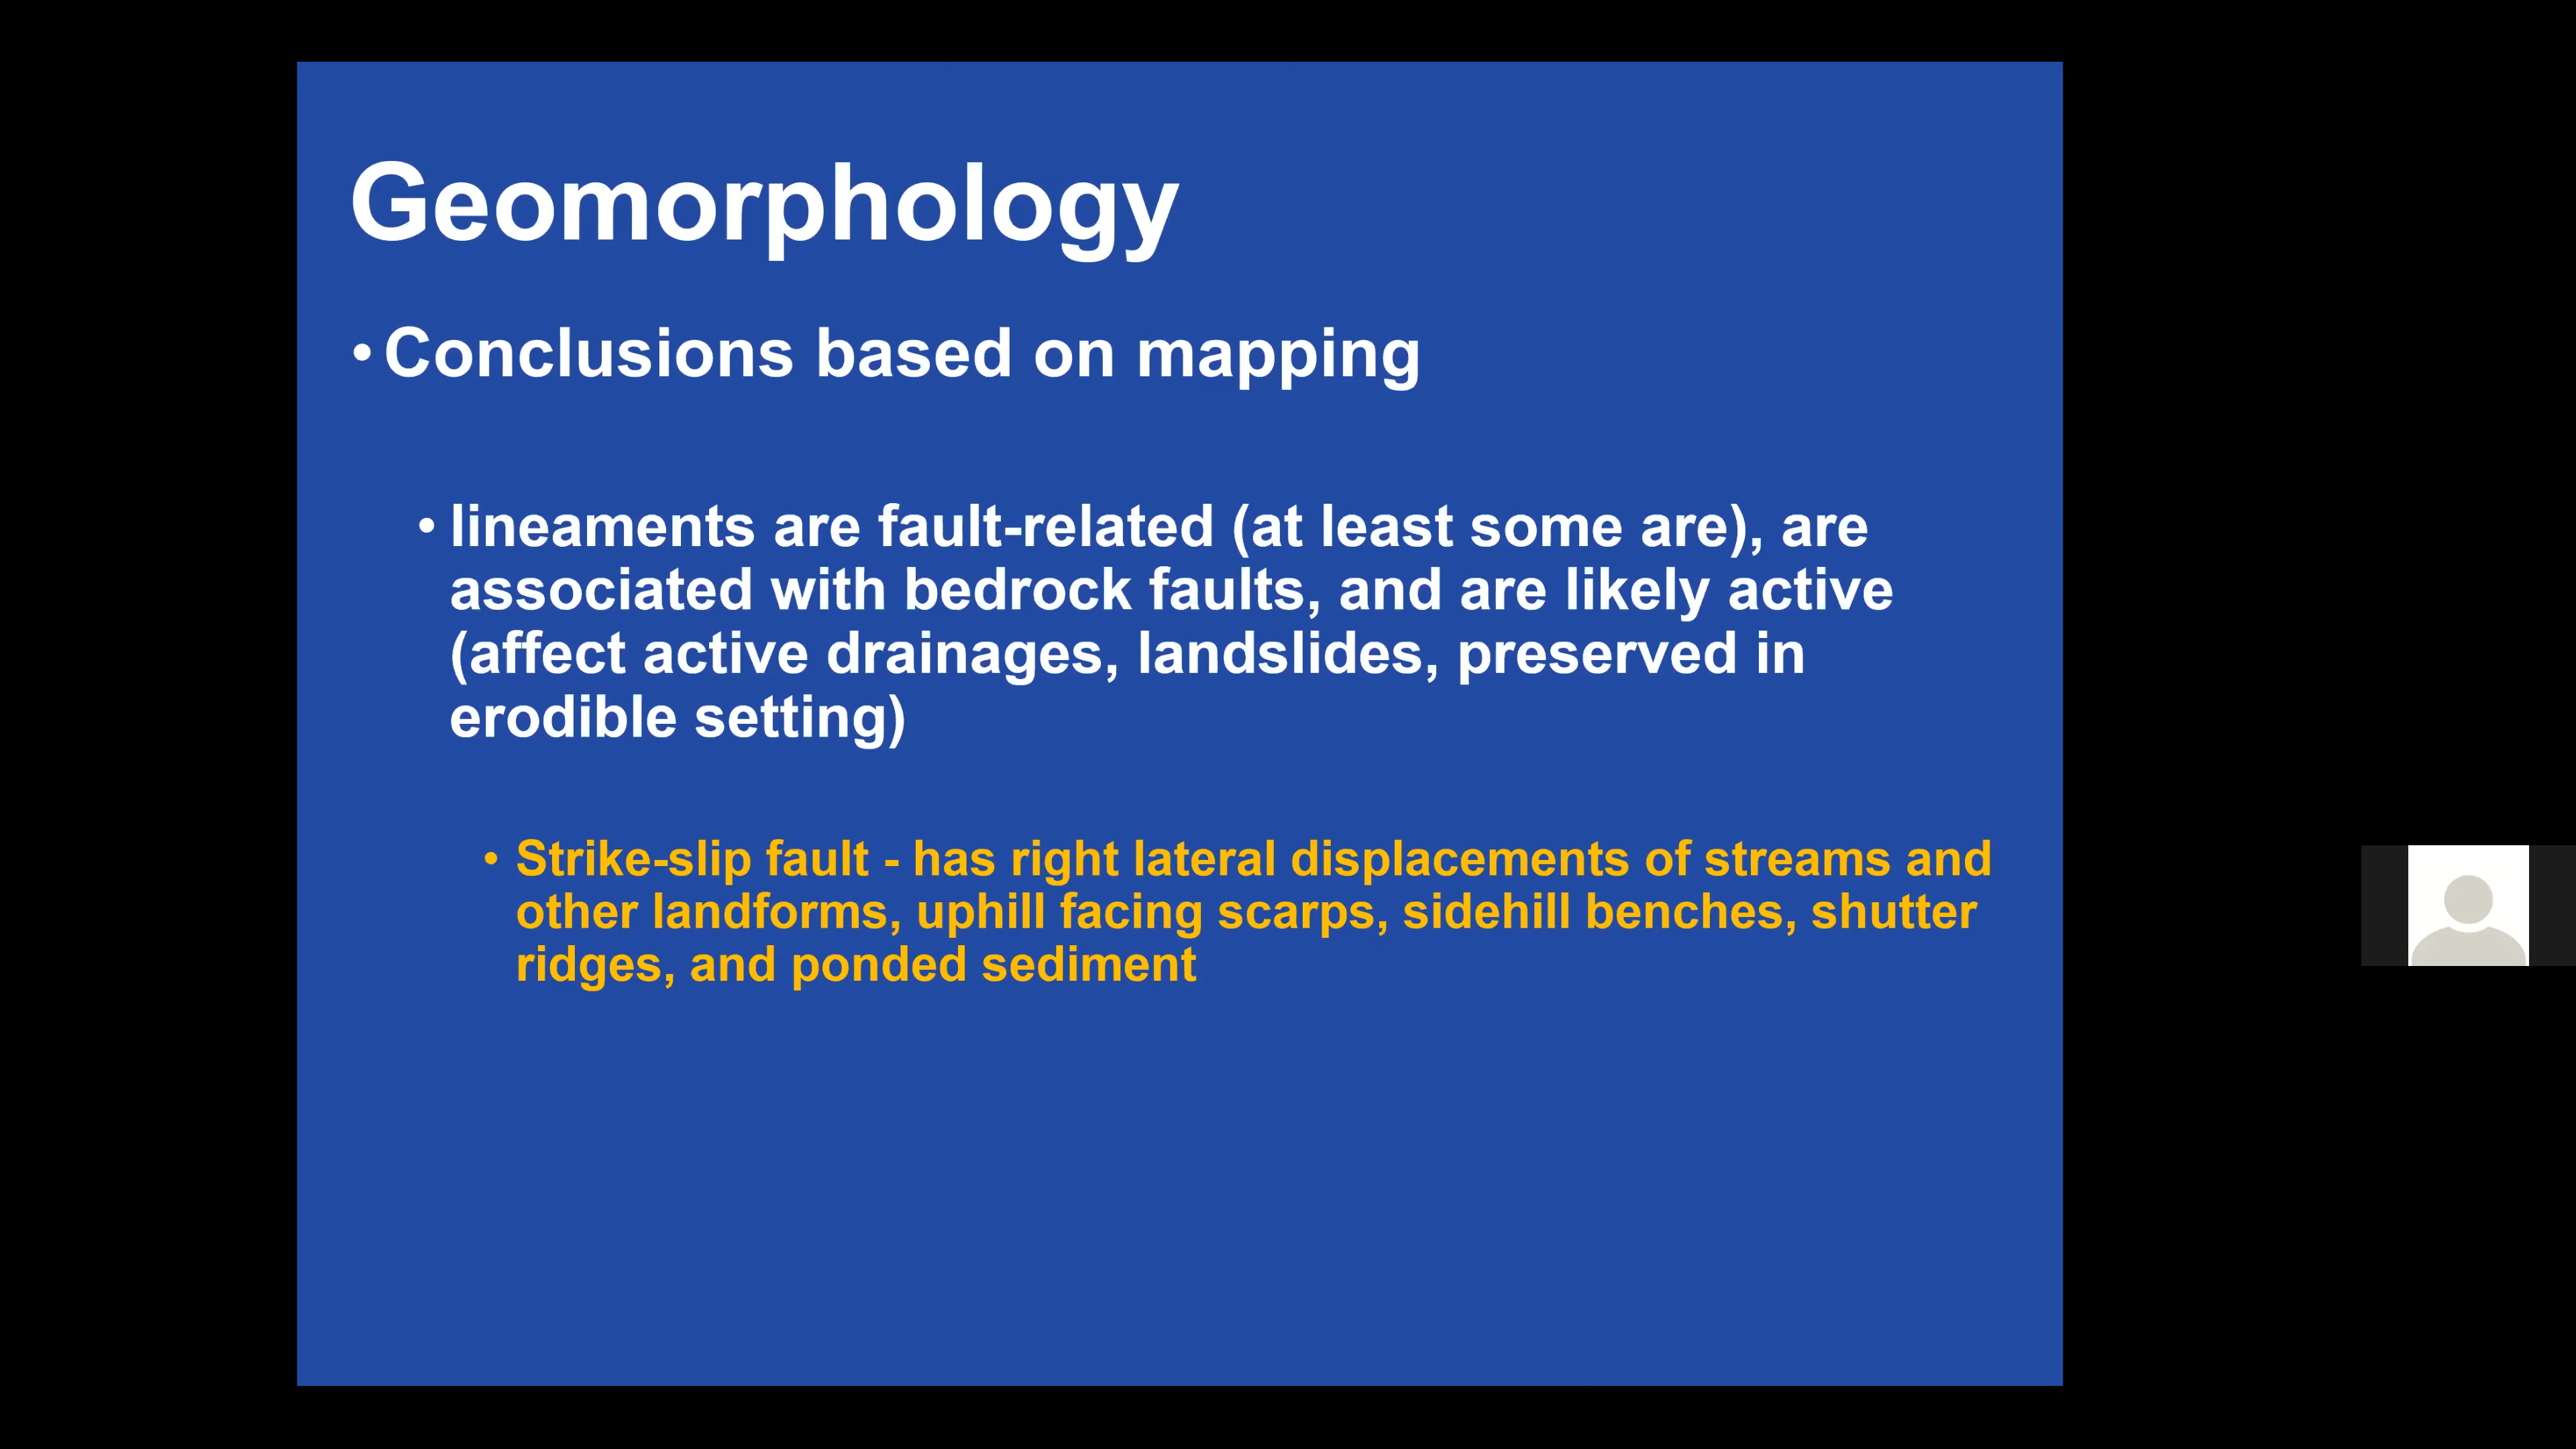 Geomorphology
• Conclusions based on mapping
• lineaments are fault-related (at least some are), are
associated with bedrock faults, and are likely active
(affect active drainages, landslides, preserved in
erodible setting)
• Strike-slip fault - has right lateral displacements of streams and
other landforms, uphill facing scarps, sidehill benches, shutter
ridges, and ponded sediment